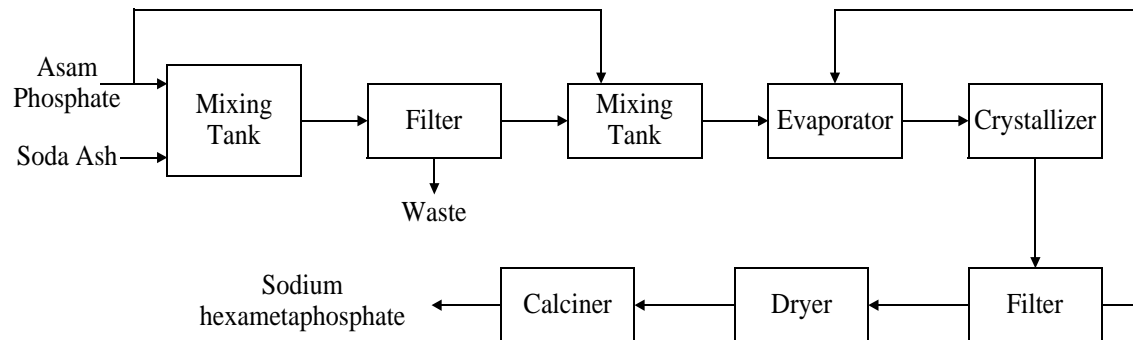 Asam
Phosphate
Soda Ash
Mixing
Tank
Filter
Waste
Mixing
Tank
Evaporator
Crystallizer
Sodium
hexametaphosphate
Calciner
Dryer
Filter